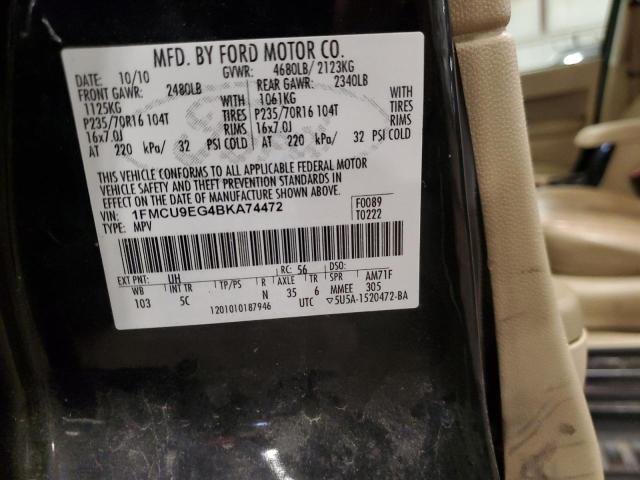 MFD. BY FORD MOTOR CO.
DATE: 10/10 GVWR: 4680LB/ 2123KG
FRONT GAWR: 2480LB REAR GAWR: 2340LB
1125KG WITH 1061KG WITH
P235/70R16 104T TIRES P235/70R16 104T TIRES
16x7.0J RIMS 16x7.0J RIMS
AT 220 kPa/ 32 PSI COLD AT 220 kPa/ 32 PSI COLD
THIS VEHICLE CONFORMS TO ALL APPLICABLE FEDERAL MOTOR
VEHICLE SAFETY AND THEFT PREVENTION STANDARDS IN
EFFECT ON THE DATE OF MANUFACTURE SHOWN ABOVE.
VIN: 1FMCU9EG4BKA74472 F0089
TYPE: MPV T0222
EXT PNT: UH RC: 56 DSO:
WB INT TR TP/PS R AXLE TR SPR AM71F
103 5C N 35 6 MMEE 305
1201010187946 UTC ▽5U5A-1520472-BA